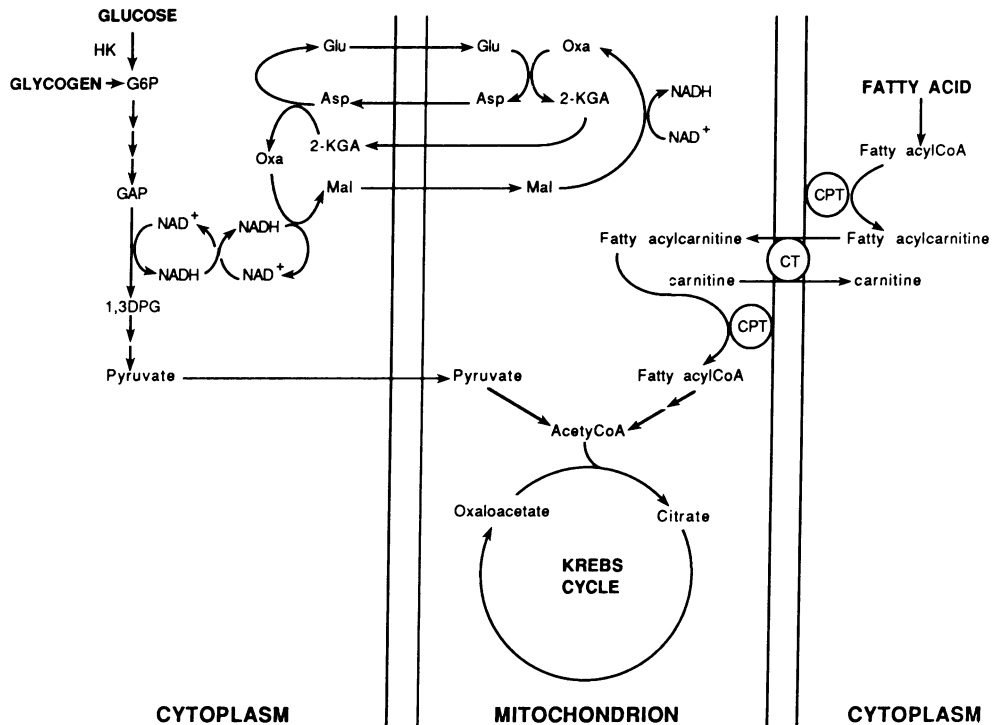 GLUCOSE
HK
GLYCOGEN
G6P
GAP
NAD+
NADH
NADH
NAD+
1,3DPG
Pyruvate
Glu
Asp
Oxa
2-KGA
Mal
Glu
Oxa
Asp
2-KGA
Mal
NADH
NAD+
FATTY ACID
Fatty acylCoA
CPT
Fatty acylcarnitine
Fatty acylcarnitine
CT
carnitine
carnitine
CPT
Fatty acylCoA
Pyruvate
AcetyCoA
Oxaloacetate
Citrate
KREBS
CYCLE
CYTOPLASM
MITOCHONDRION
CYTOPLASM